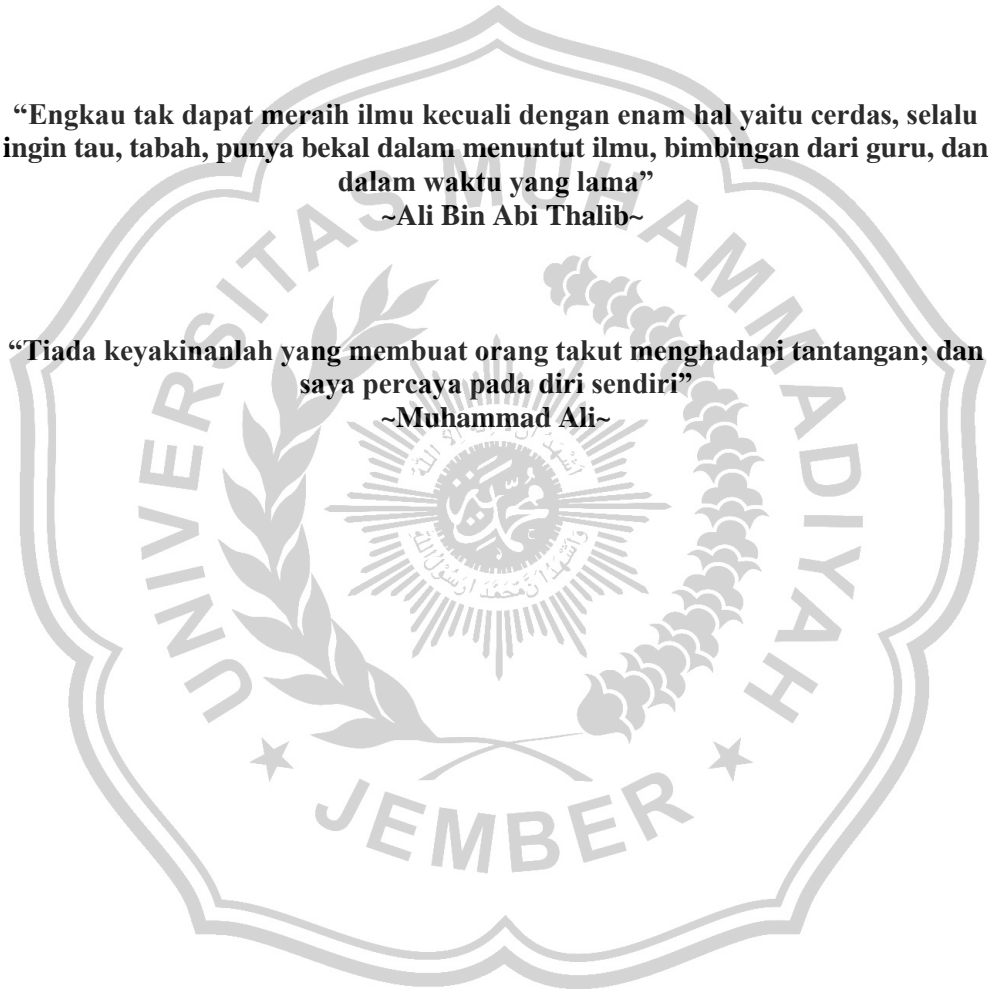 “Engkau tak dapat meraih ilmu kecuali dengan enam hal yaitu cerdas, selalu
ingin tau, tabah, punya bekal dalam menuntut ilmu, bimbingan dari guru, dan
dalam waktu yang lama”
~Ali Bin Abi Thalib~
“Tiada keyakinanlah yang membuat orang takut menghadapi tantangan; dan
saya percaya pada diri sendiri”
~Muhammad Ali~
UNIVERSITAS MUHAMMADIYAH
JEMBER